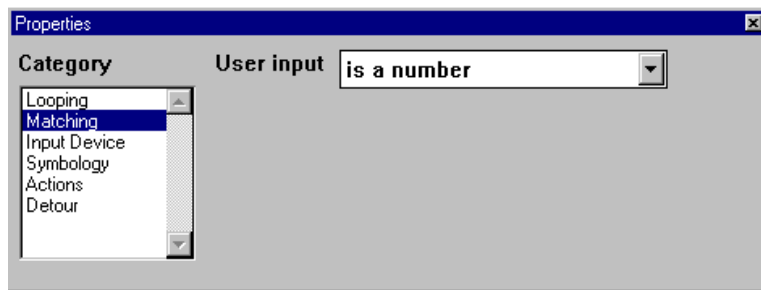 Properties
Category
User input
is a number
Looping
Matching
Input Device
Symbology
Actions
Detour